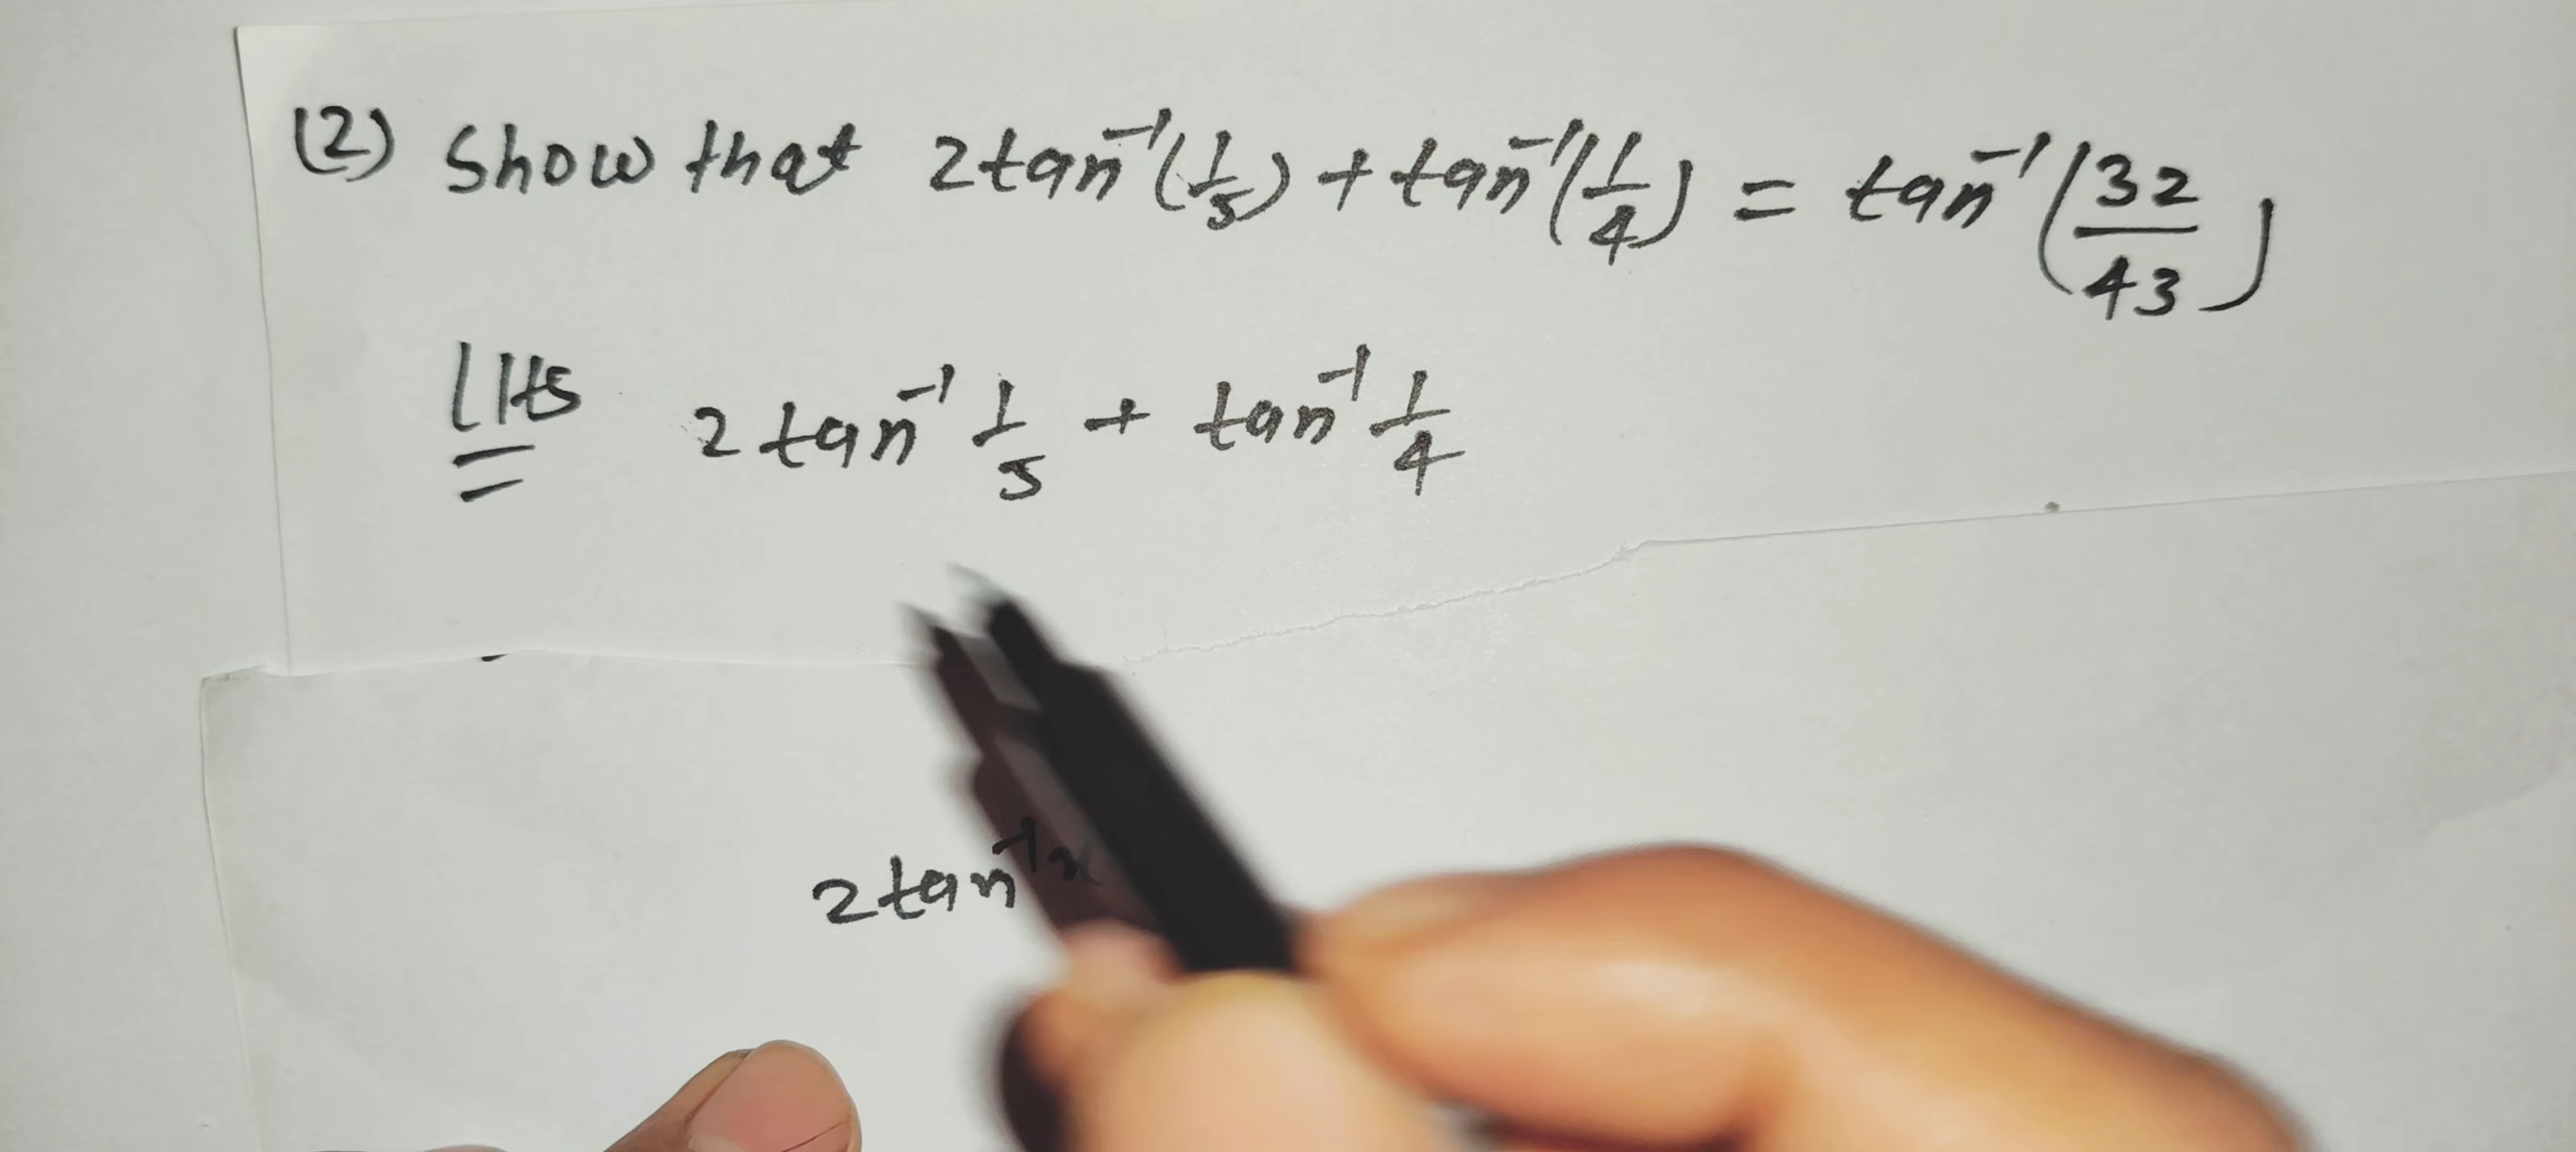 (2) Show that 2tan⁻¹(1/5) + tan⁻¹(1/4) = tan⁻¹(32/43)
LHS 2tan⁻¹ 1/5 + tan⁻¹ 1/4
2tan⁻¹x